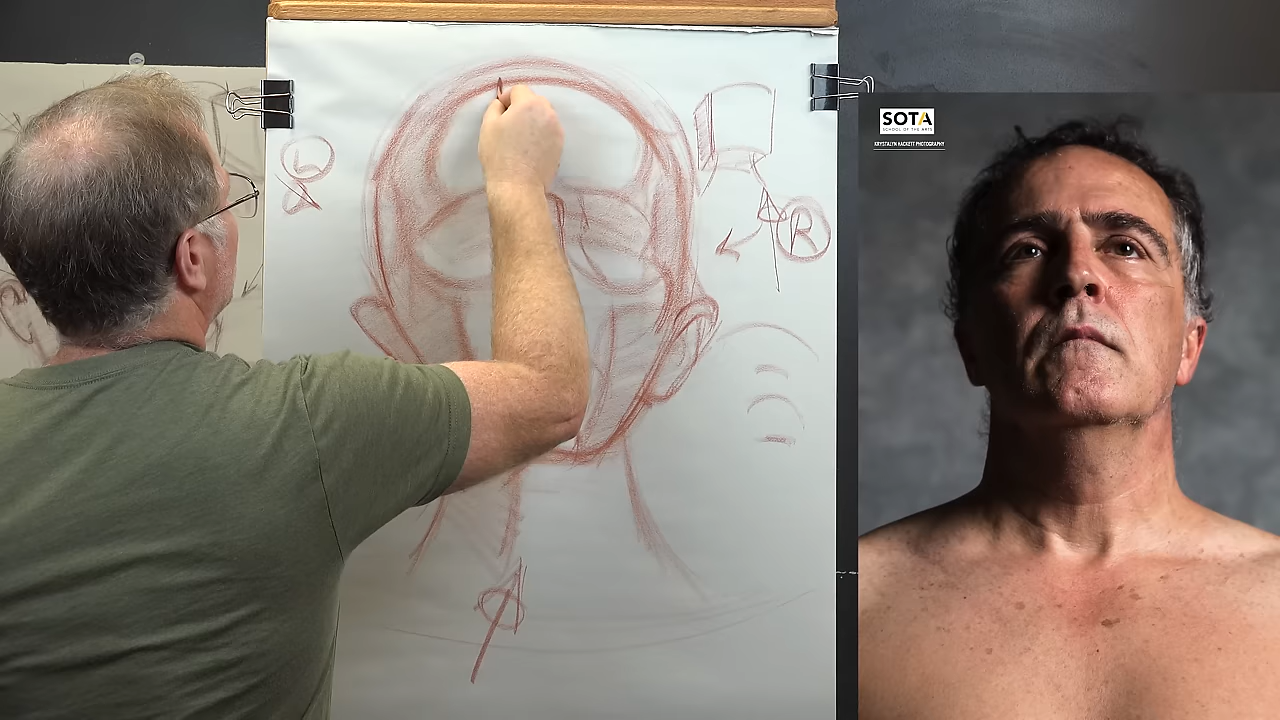 L
R
SOTA
SCHOOL OF THE ARTS
KRYSTALYN HACKETT PHOTOGRAPHY